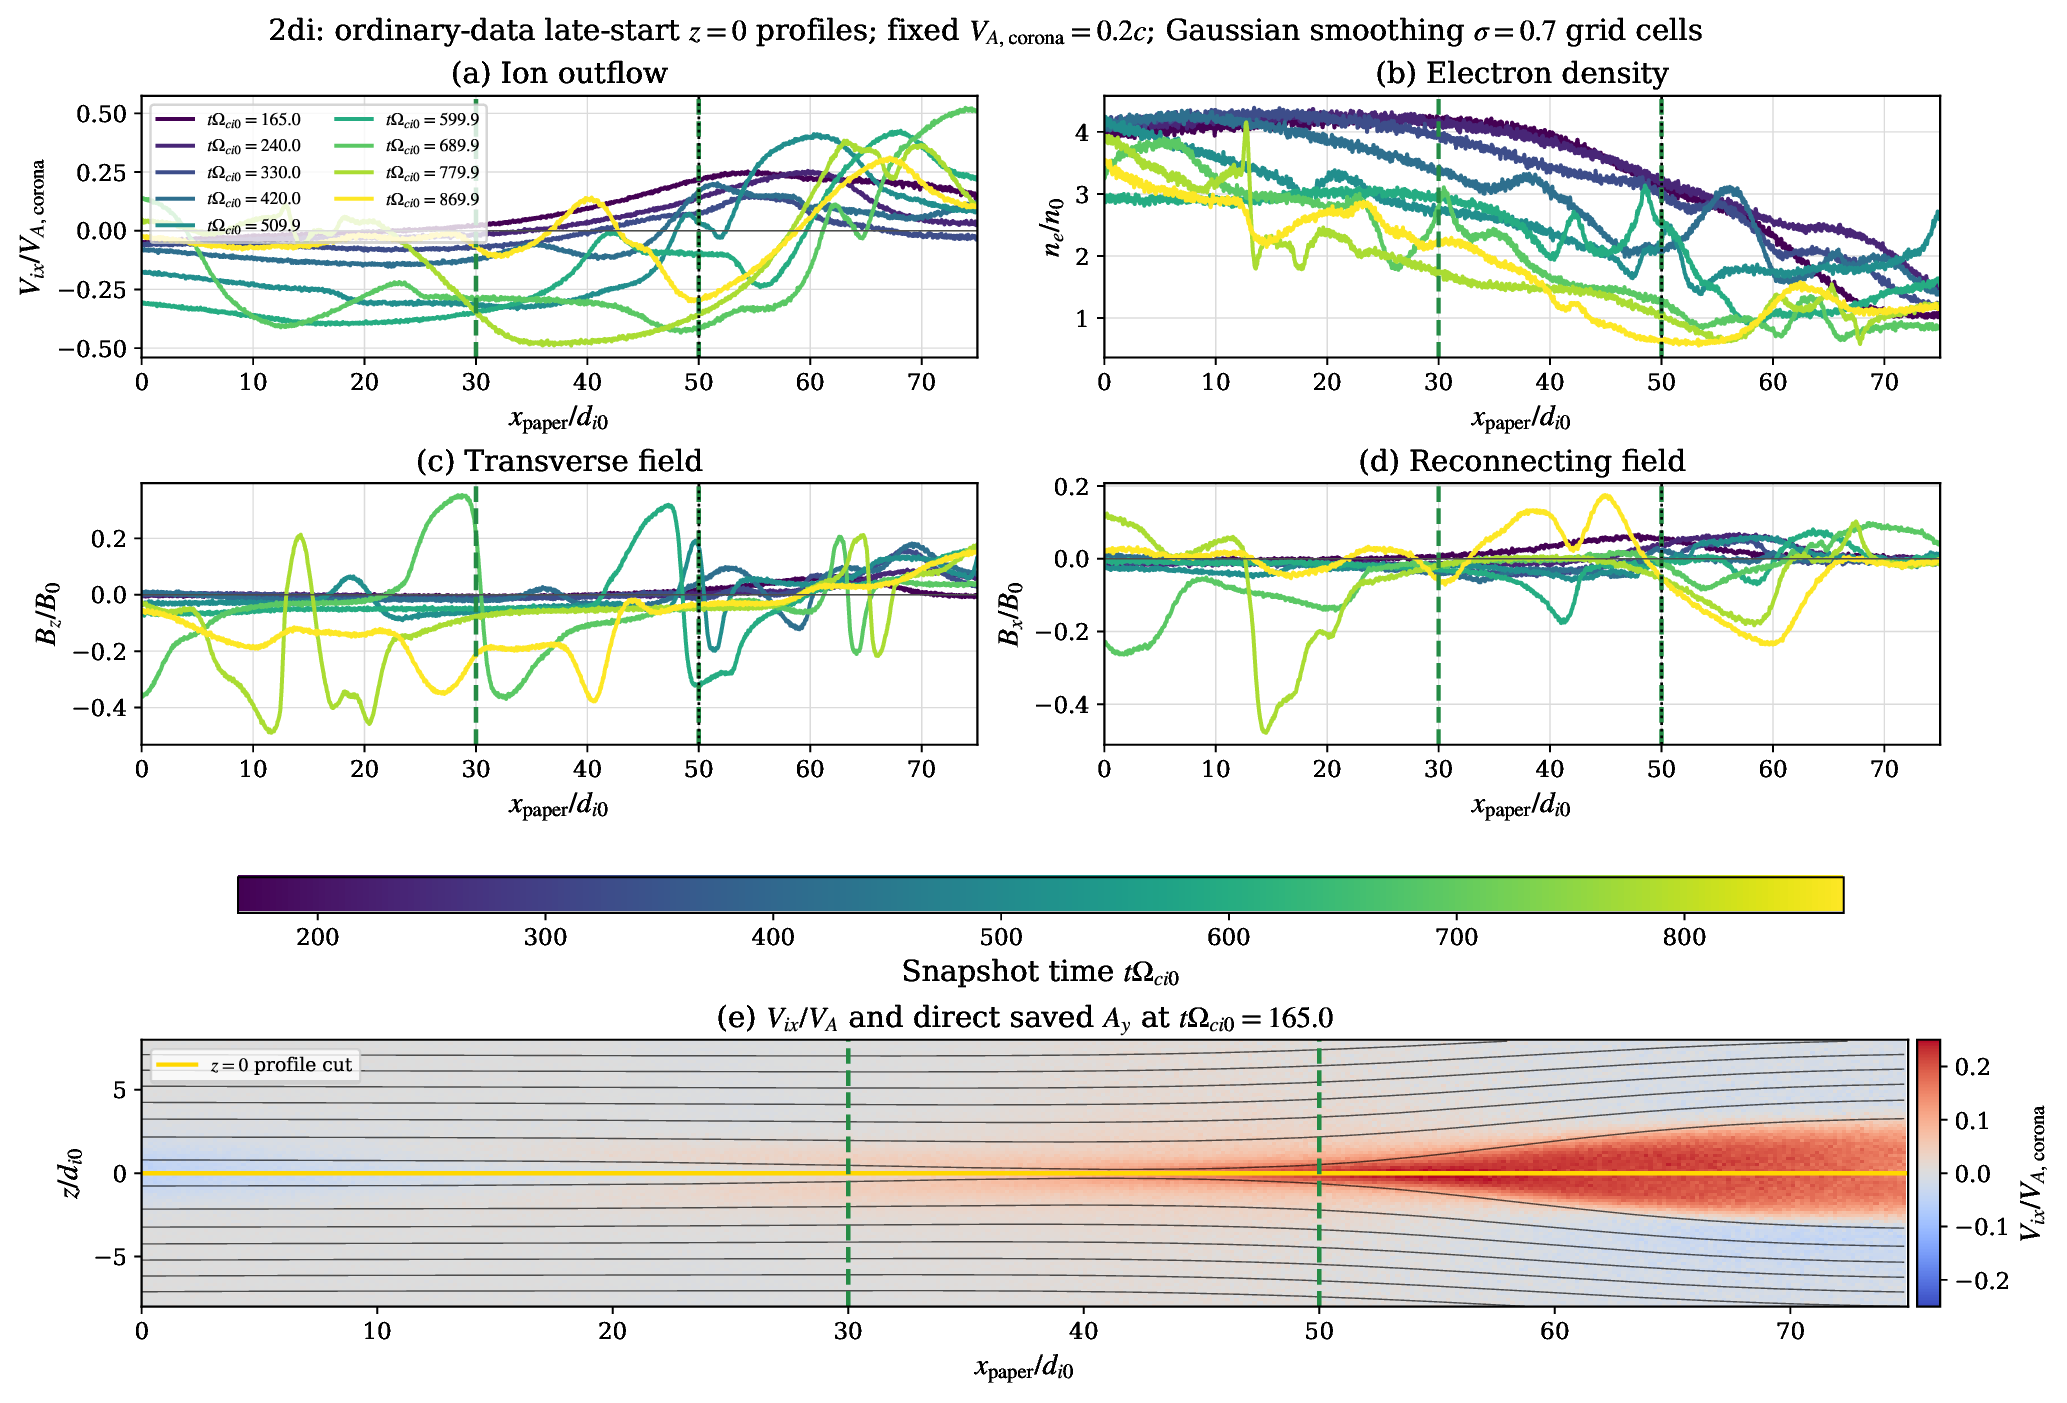 2di: ordinary-data late-start z = 0 profiles; fixed V_{A, corona} = 0.2c; Gaussian smoothing σ = 0.7 grid cells
(a) Ion outflow
(b) Electron density
0.50
0.25
0.00
−0.25
−0.50
V_{ix}/V_{A, corona}
tΩ_{ci0} = 165.0
tΩ_{ci0} = 240.0
tΩ_{ci0} = 330.0
tΩ_{ci0} = 420.0
tΩ_{ci0} = 509.9
tΩ_{ci0} = 599.9
tΩ_{ci0} = 689.9
tΩ_{ci0} = 779.9
tΩ_{ci0} = 869.9
0 10 20 30 40 50 60 70
x_{paper}/d_{i0}
4
3
2
1
n_e/n_0
0 10 20 30 40 50 60 70
x_{paper}/d_{i0}
(c) Transverse field
(d) Reconnecting field
0.2
0.0
−0.2
−0.4
B_z/B_0
0 10 20 30 40 50 60 70
x_{paper}/d_{i0}
0.2
0.0
−0.2
−0.4
B_x/B_0
0 10 20 30 40 50 60 70
x_{paper}/d_{i0}
200 300 400 500 600 700 800
Snapshot time tΩ_{ci0}
(e) V_{ix}/V_A and direct saved A_y at tΩ_{ci0} = 165.0
z = 0 profile cut
5
0
−5
z/d_{i0}
0 10 20 30 40 50 60 70
x_{paper}/d_{i0}
0.2
0.1
0.0
−0.1
−0.2
V_{ix}/V_{A, corona}